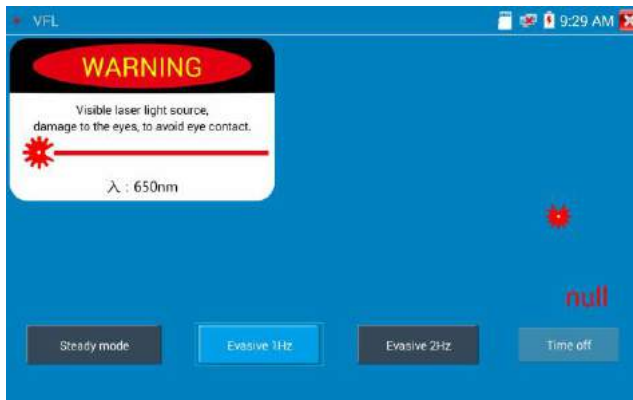 VFL
9:29 AM
WARNING
Visible laser light source,
damage to the eyes, to avoid eye contact.
入 : 650nm
null
Steady mode
Evasive 1Hz
Evasive 2Hz
Time off